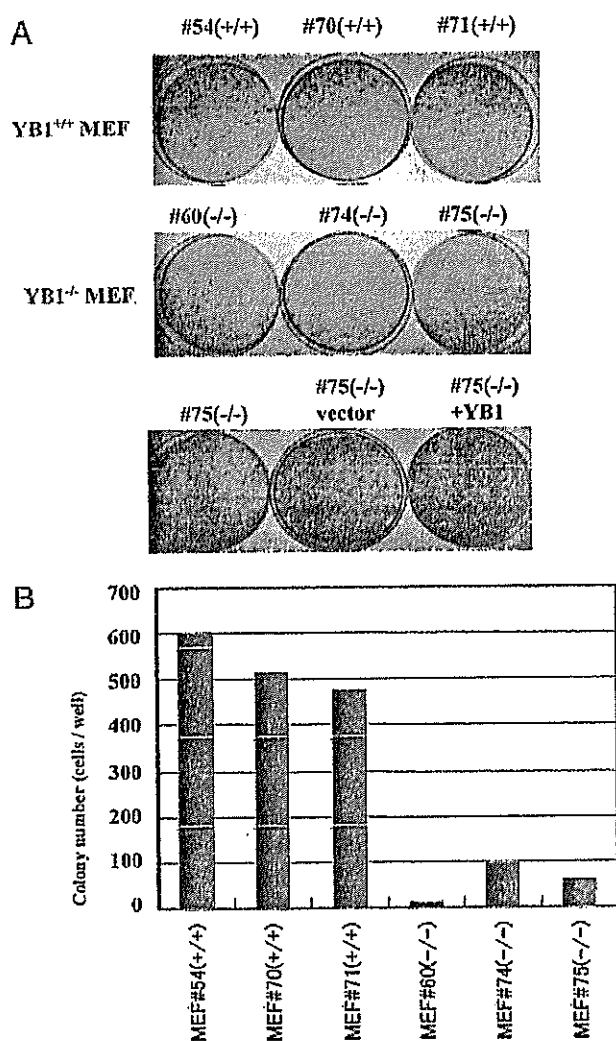 A
#54(+/+) #70(+/+) #71(+/+)
YB1+/+ MEF
#60(-/-) #74(-/-) #75(-/-)
YB1-/- MEF
#75(-/-) #75(-/-) vector #75(-/-) +YB1
B
Colony number (cells / well)
700
600
500
400
300
200
100
0
MEF#54(+/+)
MEF#70(+/+)
MEF#71(+/+)
MEF#60(-/-)
MEF#74(-/-)
MEF#75(-/-)